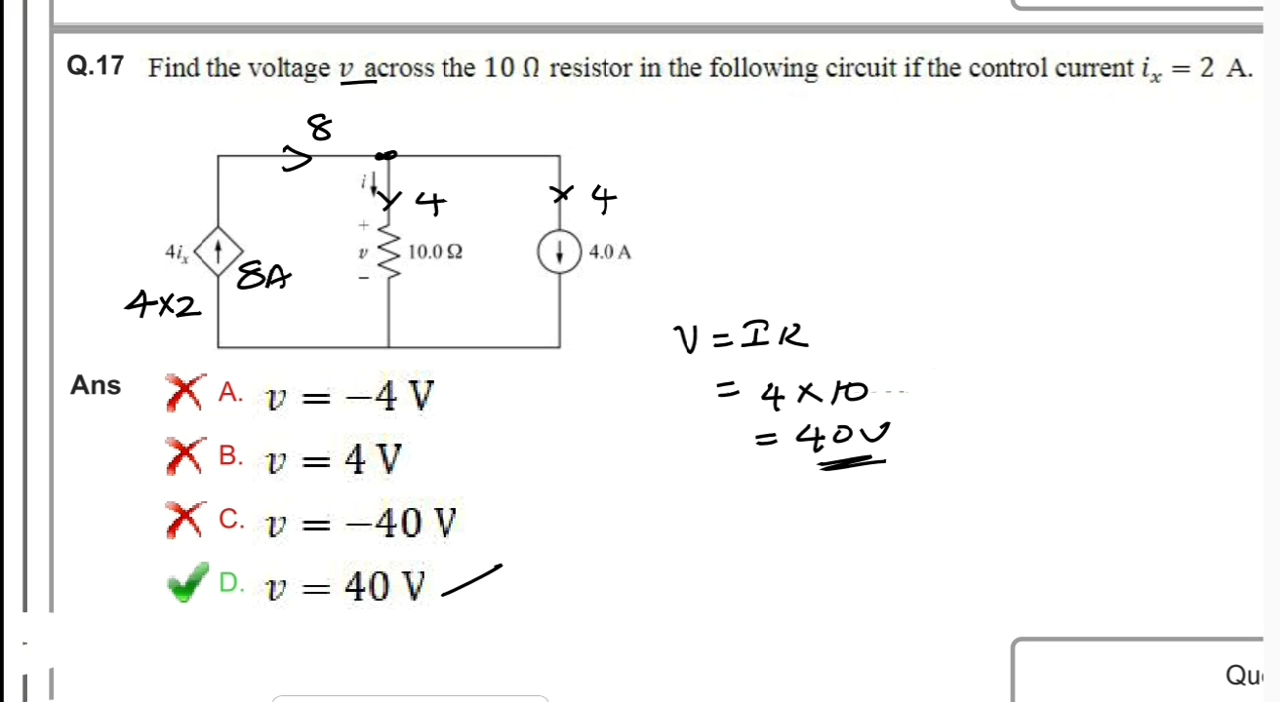 Q.17 Find the voltage v across the 10 Ω resistor in the following circuit if the control current iₓ = 2 A.
8
i
4
4
+
4iₓ
v
10.0 Ω
4.0 A
8A
−
4×2
V = IR
= 4 × 10
= 40V
Ans
A. v = −4 V
B. v = 4 V
C. v = −40 V
D. v = 40 V